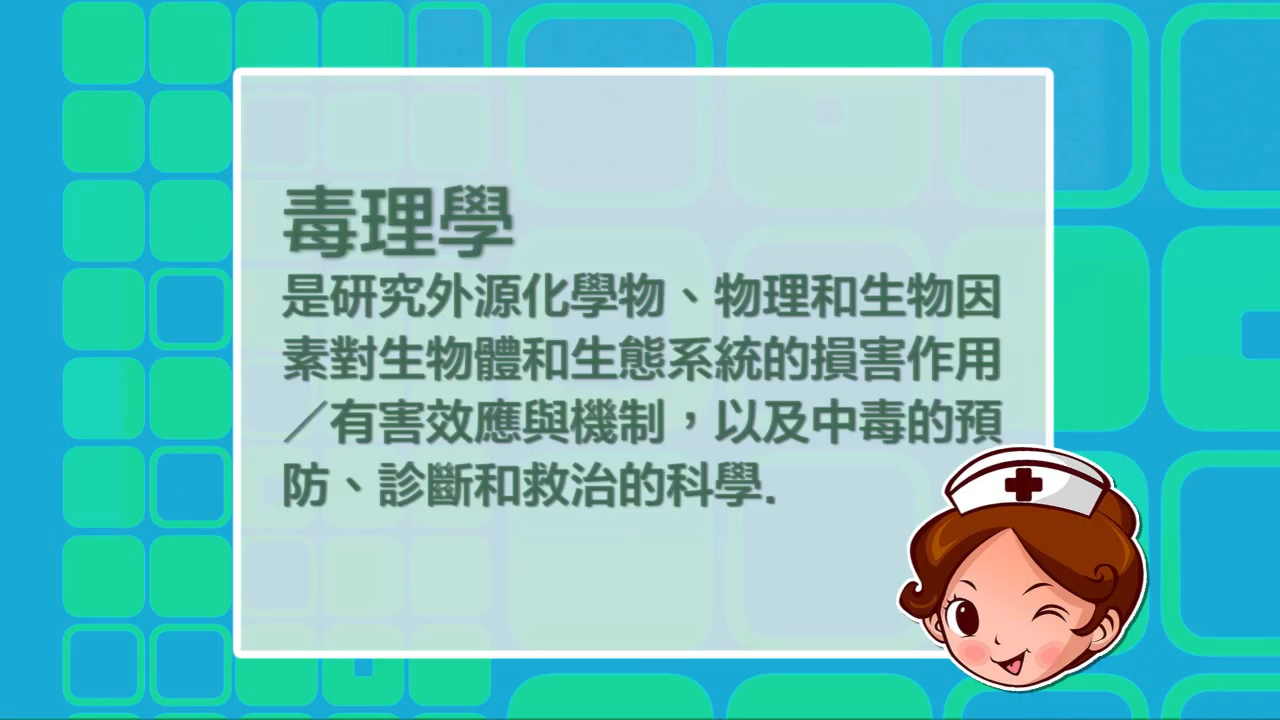 毒理學
是研究外源化學物、物理和生物因
素對生物體和生態系統的損害作用
／有害效應與機制，以及中毒的預
防、診斷和救治的科學.